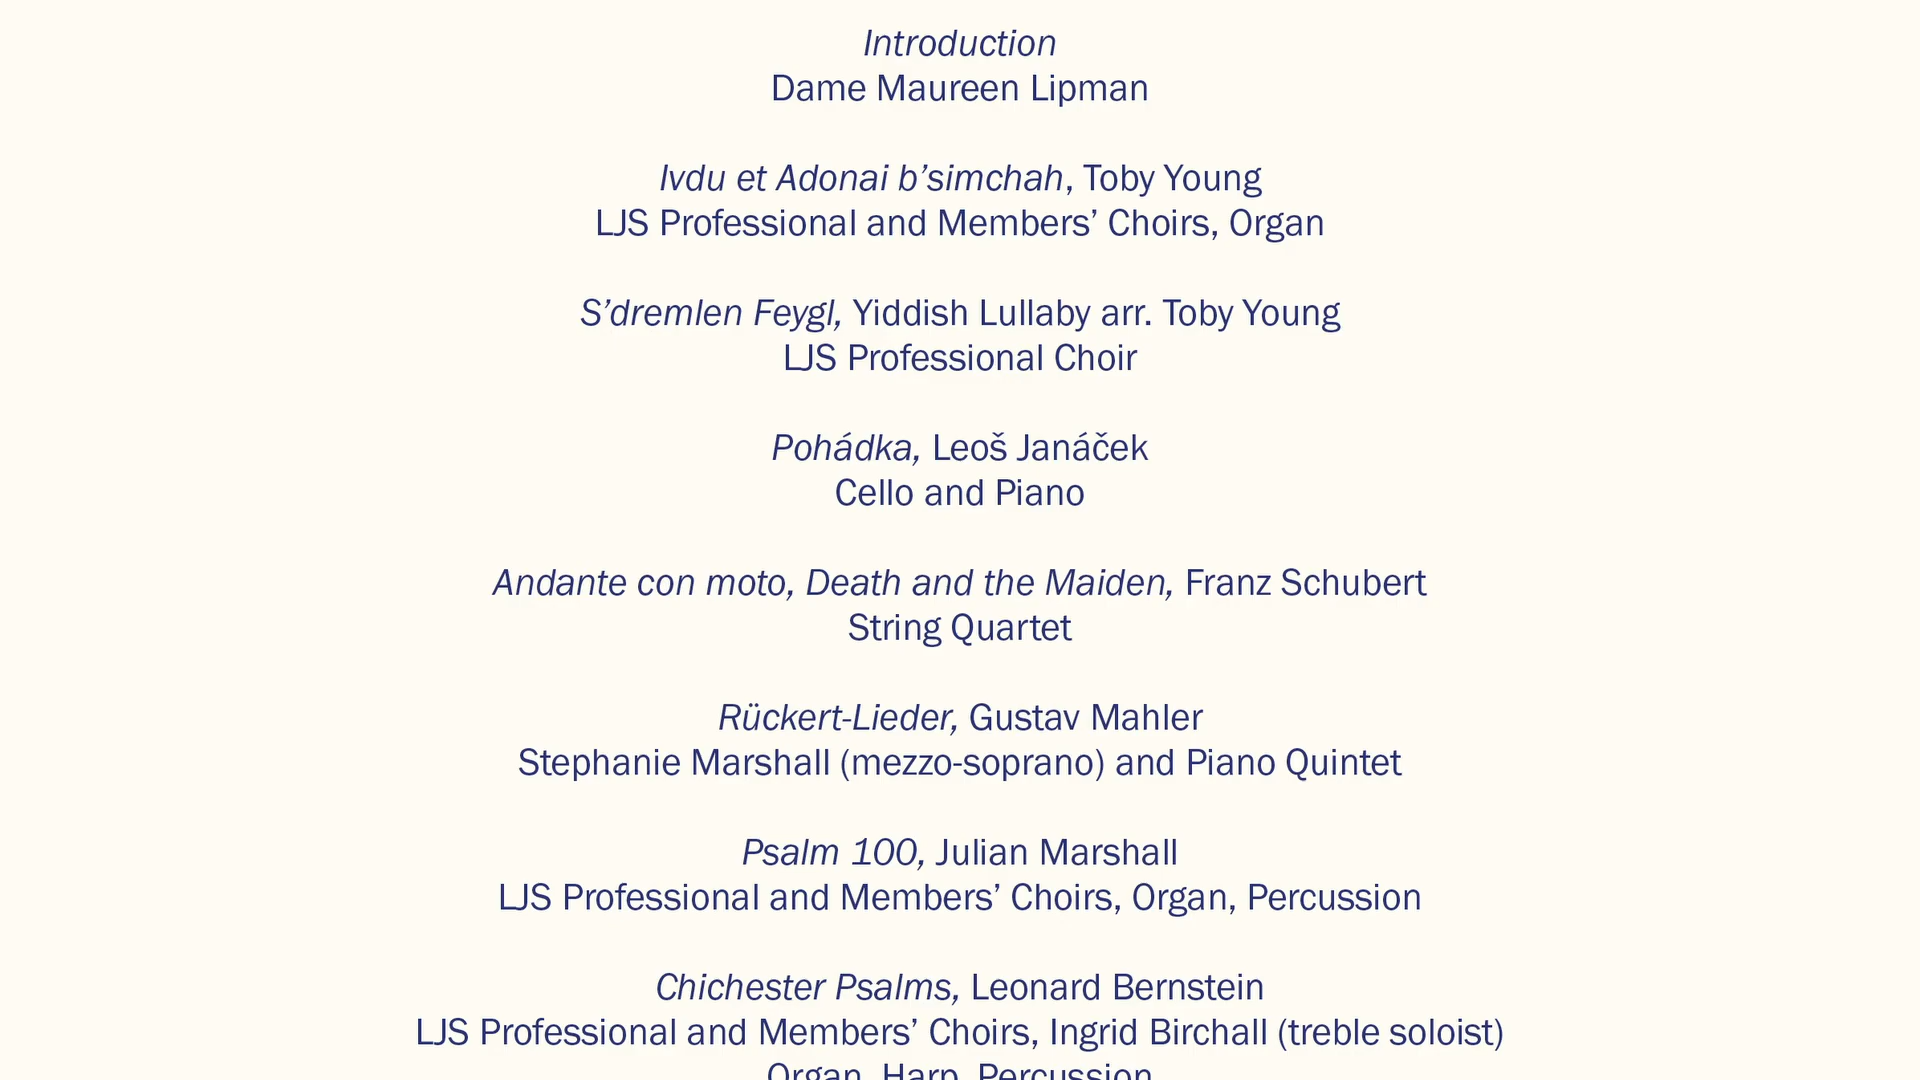 Introduction
Dame Maureen Lipman
Ivdu et Adonai b’simchah, Toby Young
LJS Professional and Members’ Choirs, Organ
S’dremlen Feygl, Yiddish Lullaby arr. Toby Young
LJS Professional Choir
Pohádka, Leoš Janáček
Cello and Piano
Andante con moto, Death and the Maiden, Franz Schubert
String Quartet
Rückert-Lieder, Gustav Mahler
Stephanie Marshall (mezzo-soprano) and Piano Quintet
Psalm 100, Julian Marshall
LJS Professional and Members’ Choirs, Organ, Percussion
Chichester Psalms, Leonard Bernstein
LJS Professional and Members’ Choirs, Ingrid Birchall (treble soloist)
Organ, Harp, Percussion